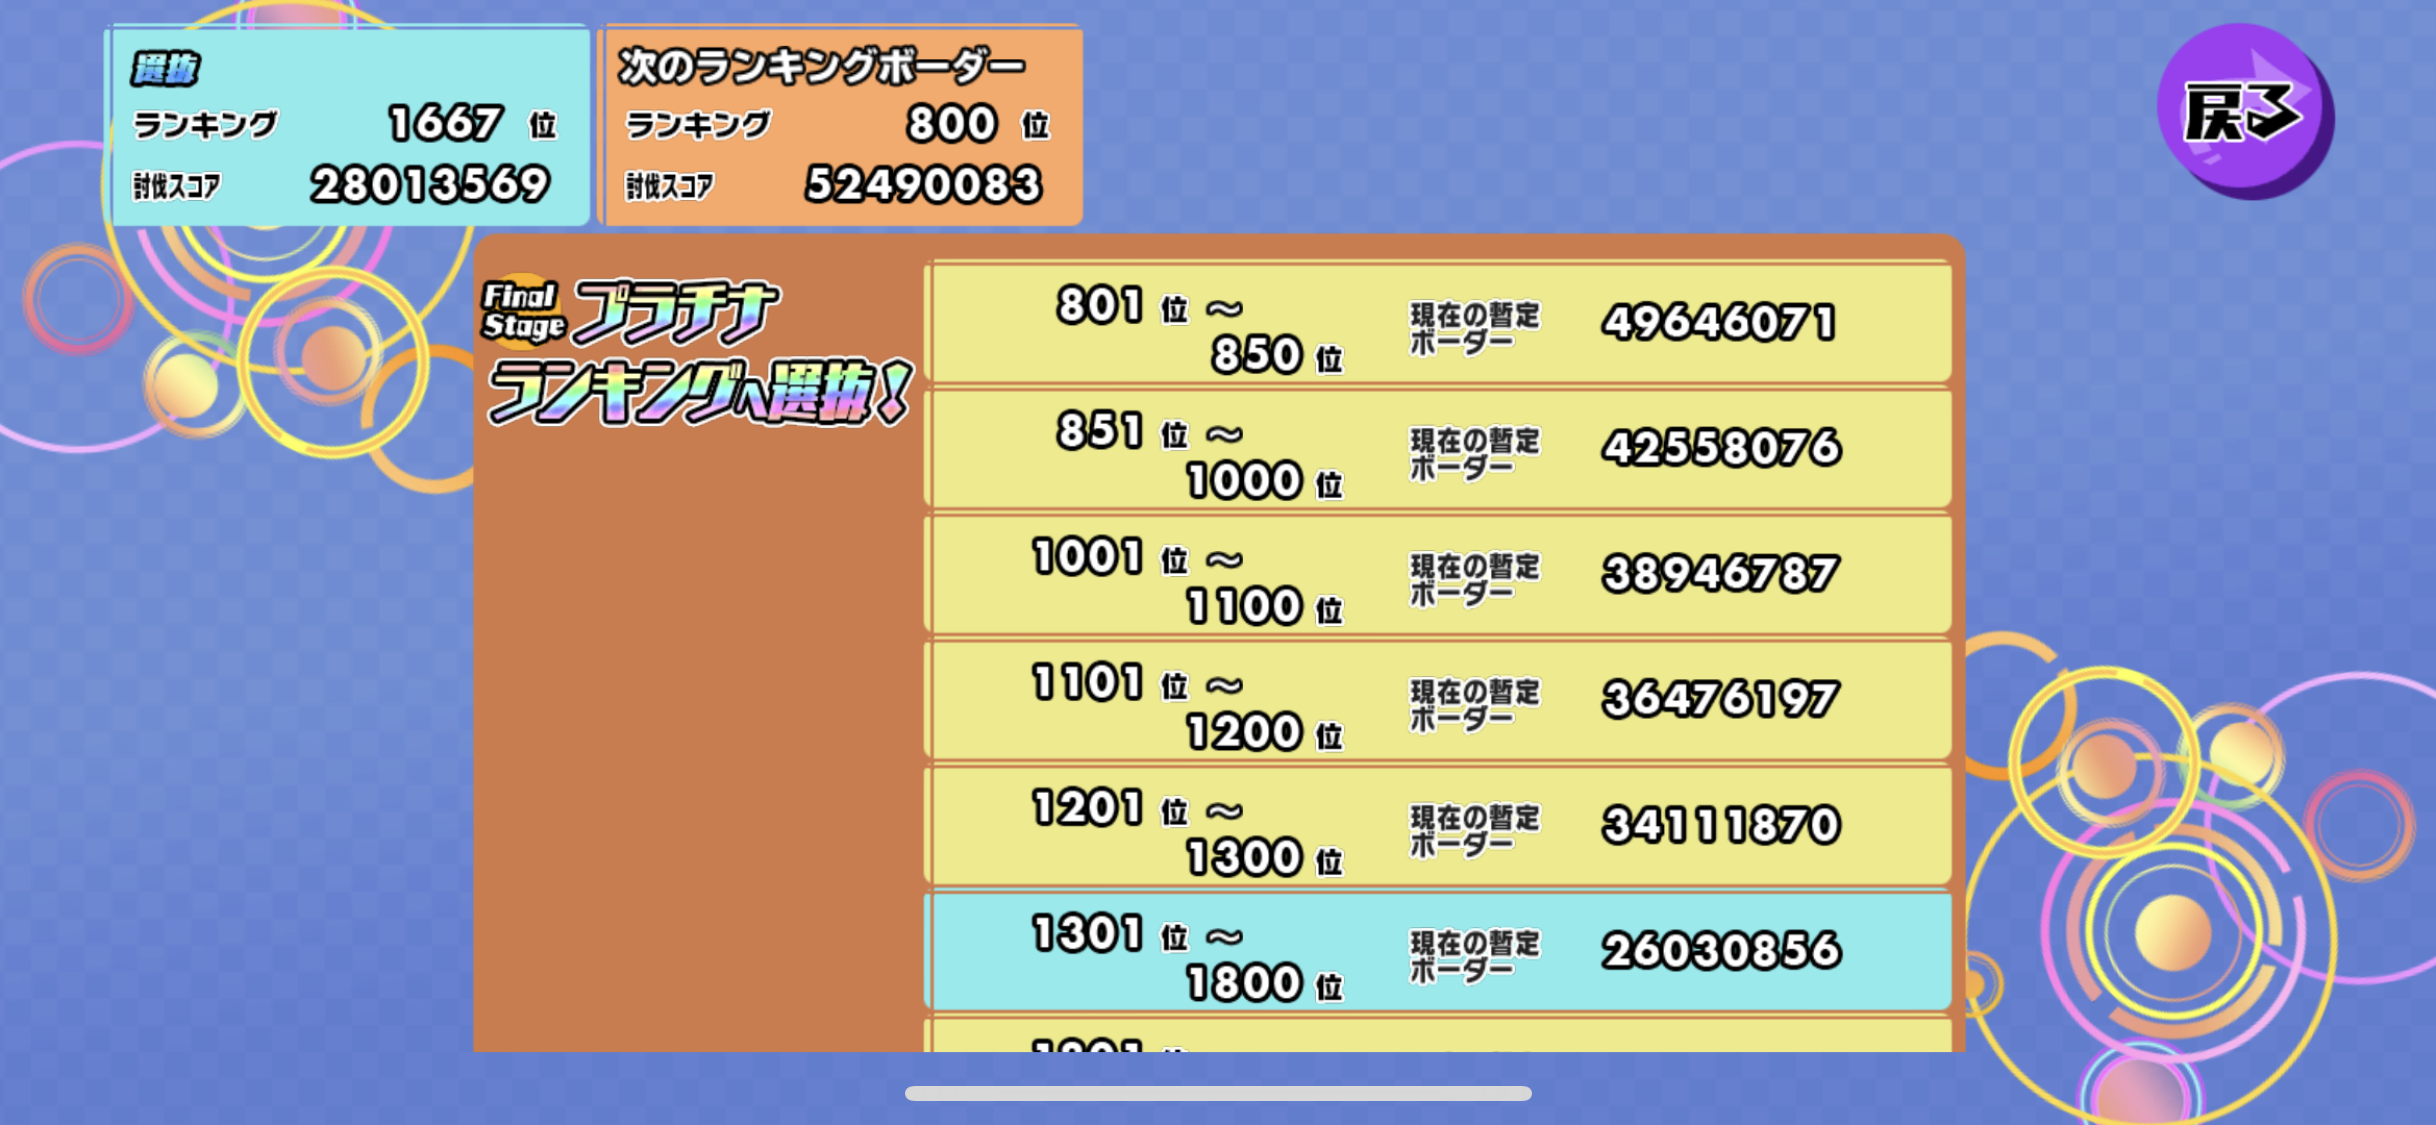 選抜
ランキング 1667 位
討伐スコア 28013569
次のランキングボーダー
ランキング 800 位
討伐スコア 52490083
戻る
Final
Stage
プラチナ
ランキングへ選抜!
801 位 ~
850 位
現在の暫定
ボーダー
49646071
851 位 ~
1000 位
現在の暫定
ボーダー
42558076
1001 位 ~
1100 位
現在の暫定
ボーダー
38946787
1101 位 ~
1200 位
現在の暫定
ボーダー
36476197
1201 位 ~
1300 位
現在の暫定
ボーダー
34111870
1301 位 ~
1800 位
現在の暫定
ボーダー
26030856